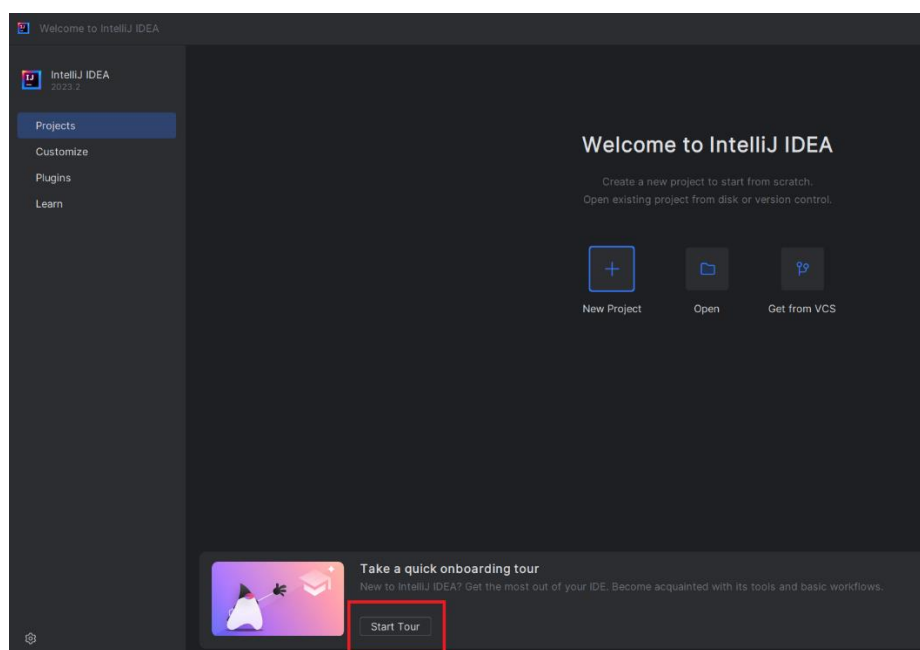 Welcome to IntelliJ IDEA
IntelliJ IDEA
2023.2
Projects
Customize
Plugins
Learn
Welcome to IntelliJ IDEA
Create a new project to start from scratch.
Open existing project from disk or version control.
New Project
Open
Get from VCS
Take a quick onboarding tour
New to IntelliJ IDEA? Get the most out of your IDE. Become acquainted with its tools and basic workflows.
Start Tour